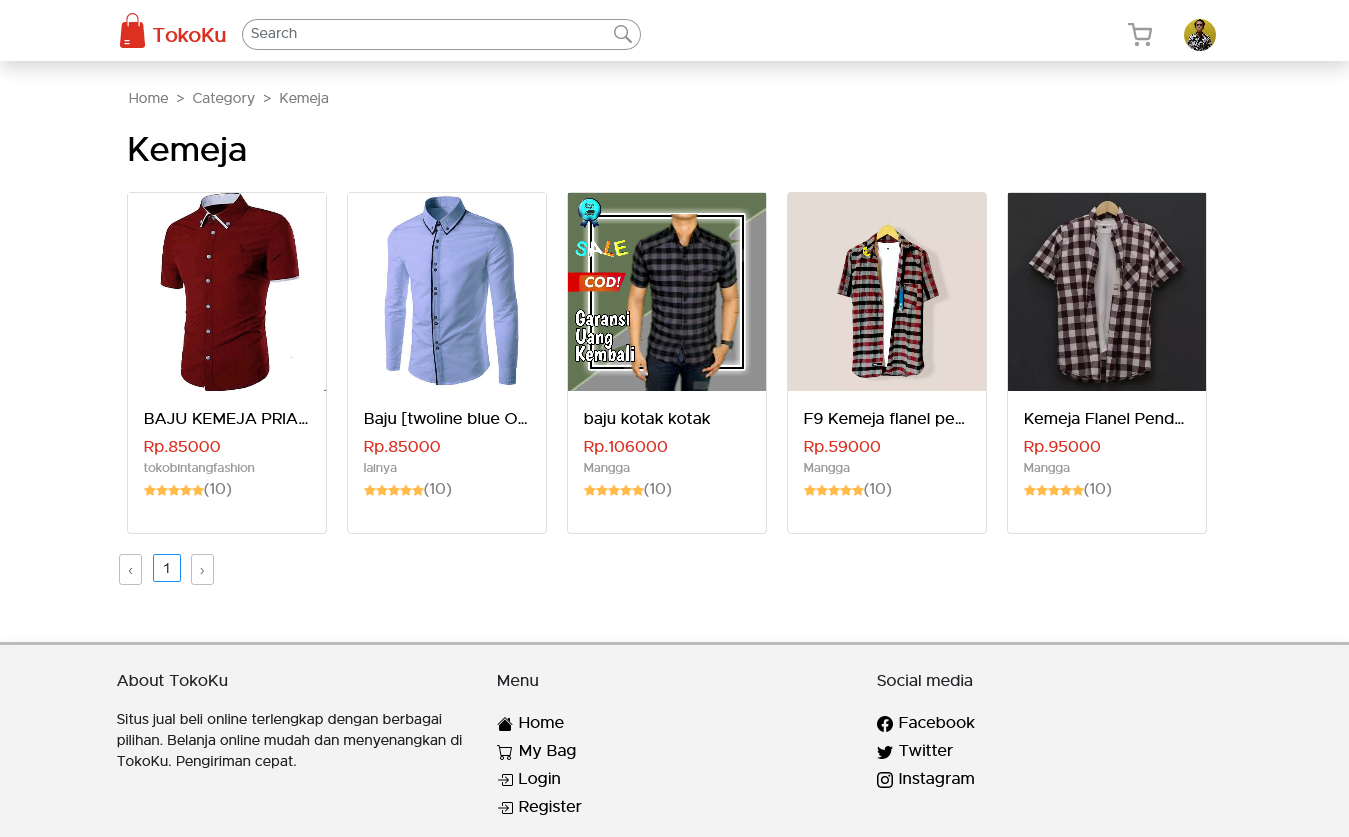 TokoKu
Search
Home > Category > Kemeja
Kemeja
SALE
COD!
Garansi
Uang
Kembali
BAJU KEMEJA PRIA...
Rp.85000
tokobintangfashion
(10)
Baju [twoline blue O...
Rp.85000
lainya
(10)
baju kotak kotak
Rp.106000
Mangga
(10)
F9 Kemeja flanel pe...
Rp.59000
Mangga
(10)
Kemeja Flanel Pend...
Rp.95000
Mangga
(10)
‹ 1 ›
About TokoKu
Situs jual beli online terlengkap dengan berbagai
pilihan. Belanja online mudah dan menyenangkan di
TokoKu. Pengiriman cepat.
Menu
Home
My Bag
Login
Register
Social media
Facebook
Twitter
Instagram